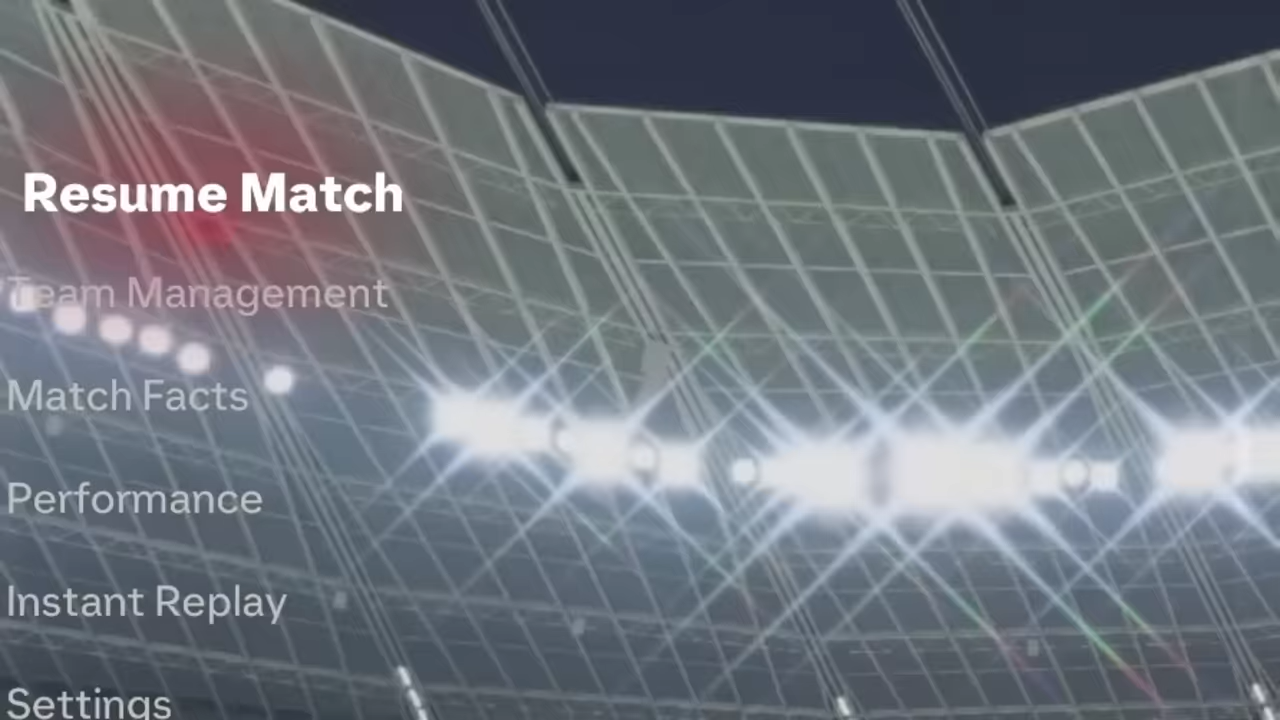 Resume Match
Team Management
Match Facts
Performance
Instant Replay
Settings